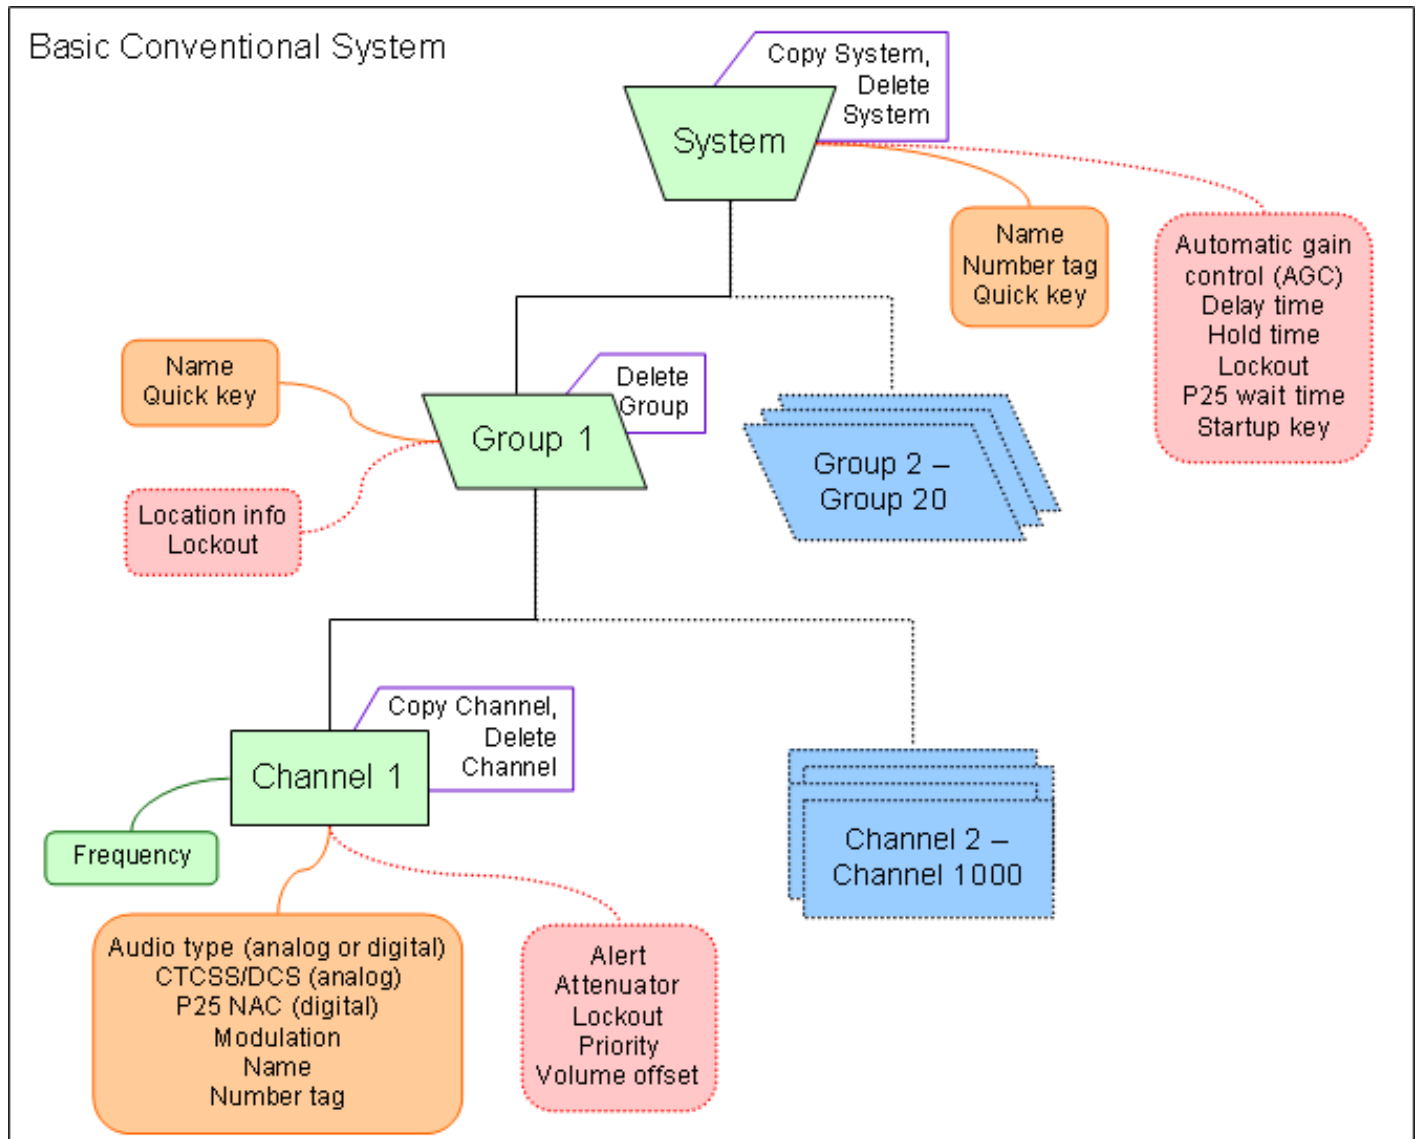 Basic Conventional System
Copy System,
Delete
System
System
Name
Number tag
Quick key
Automatic gain
control (AGC)
Delay time
Hold time
Lockout
P25 wait time
Startup key
Name
Quick key
Delete
Group
Group 1
Group 2 –
Group 20
Location info
Lockout
Copy Channel,
Delete
Channel
Channel 1
Frequency
Channel 2 –
Channel 1000
Audio type (analog or digital)
CTCSS/DCS (analog)
P25 NAC (digital)
Modulation
Name
Number tag
Alert
Attenuator
Lockout
Priority
Volume offset